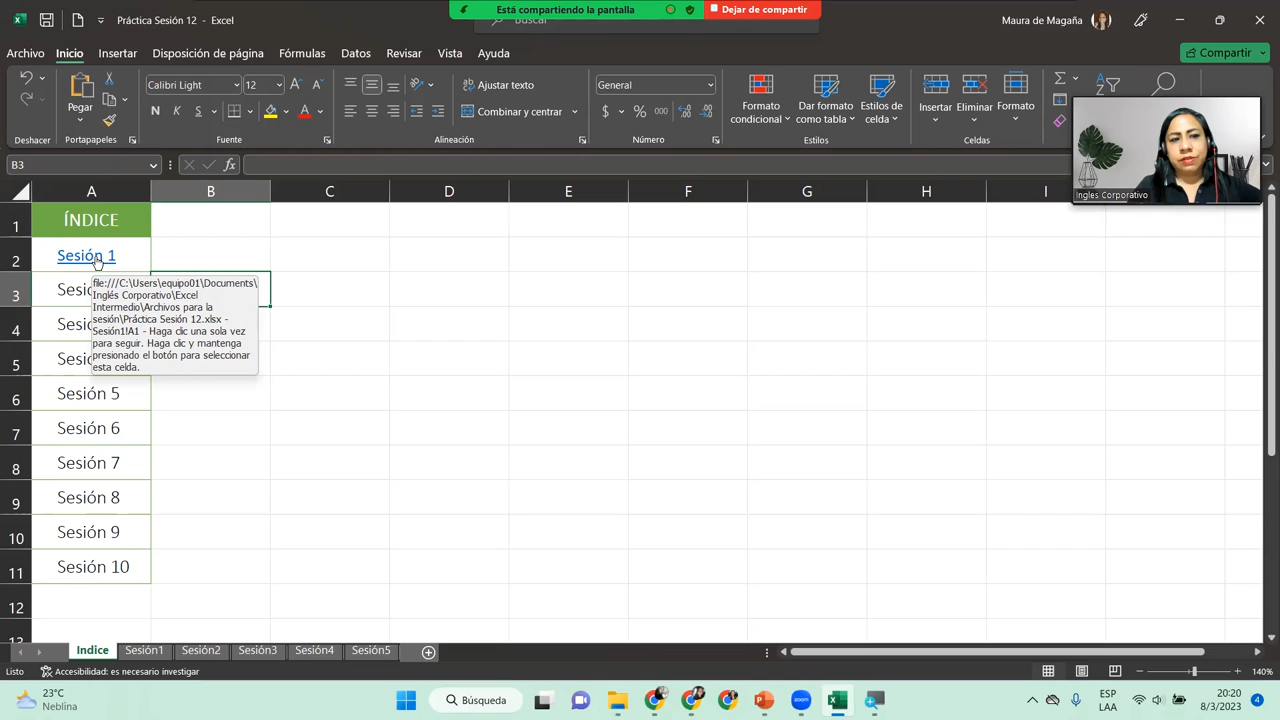 Práctica Sesión 12 - Excel
Está compartiendo la pantalla
Dejar de compartir
Buscar
Maura de Magaña
Archivo Inicio Insertar Disposición de página Fórmulas Datos Revisar Vista Ayuda
Compartir
Pegar
Calibri Light 12
N K S
Ajustar texto
Combinar y centrar
General
$ % 000
Formato condicional
Dar formato como tabla
Estilos de celda
Insertar Eliminar Formato
Deshacer Portapapeles Fuente Alineación Número Estilos Celdas
Ingles Corporativo
B3
fx
A B C D E F G H I
1 ÍNDICE
2 Sesión 1
3 Sesió
4 Sesió
5 Sesió
file:///C:\Users\equipo01\Documents\
Inglés Corporativo\Excel
Intermedio\Archivos para la
sesión\Práctica Sesión 12.xlsx -
Sesión1!A1 - Haga clic una sola vez
para seguir. Haga clic y mantenga
presionado el botón para seleccionar
esta celda.
6 Sesión 5
7 Sesión 6
8 Sesión 7
9 Sesión 8
10 Sesión 9
11 Sesión 10
12
13
Indice Sesión1 Sesión2 Sesión3 Sesión4 Sesión5
Listo Accesibilidad: es necesario investigar
130%
23°C
Neblina
Búsqueda
ESP
LAA
20:20
8/3/2023
4